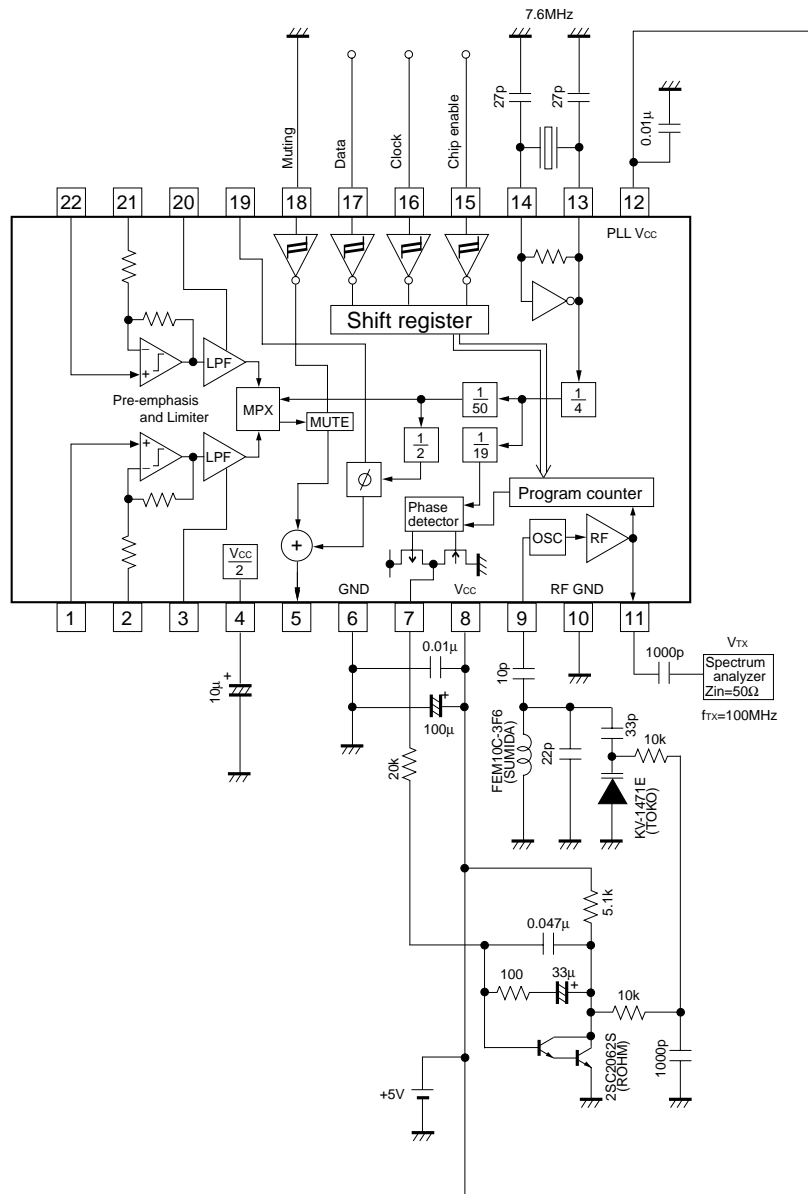 7.6MHz
27p
27p
0.01μ
Muting
Data
Clock
Chip enable
22
21
20
19
18
17
16
15
14
13
12
PLL VCC
Shift register
LPF
Pre-emphasis
and Limiter
MPX
MUTE
1/50
1/4
1/2
1/19
LPF
ϕ
Phase
detector
Program counter
OSC
RF
+
VCC/2
GND
VCC
RF GND
1
2
3
4
5
6
7
8
9
10
11
10μ
+
0.01μ
+
100μ
20k
10p
FEM10C-3F6
(SUMIDA)
22p
33p
10k
KV-1471E
(TOKO)
1000p
VTX
Spectrum
analyzer
Zin=50Ω
fTX=100MHz
5.1k
0.047μ
100
33μ
+
10k
2SC2062S
(ROHM)
1000p
+5V